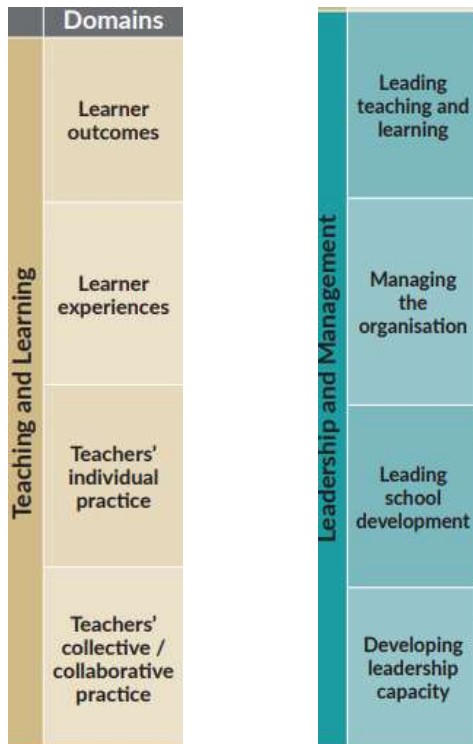 Domains
Teaching and Learning
Learner
outcomes
Learner
experiences
Teachers'
individual
practice
Teachers'
collective /
collaborative
practice
Leadership and Management
Leading
teaching and
learning
Managing
the
organisation
Leading
school
development
Developing
leadership
capacity